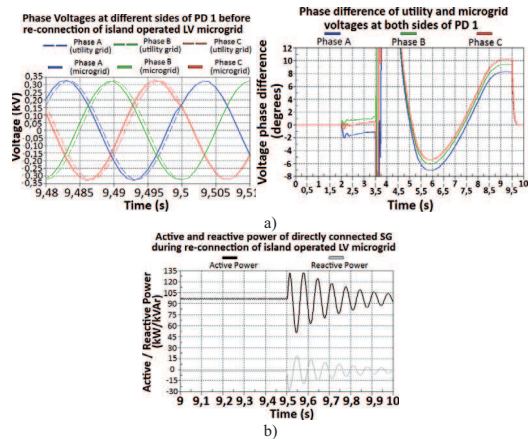 Phase Voltages at different sides of PD 1 before
re-connection of island operated LV microgrid
Phase A
(utility grid)
Phase B
(utility grid)
Phase C
(utility grid)
Phase A
(microgrid)
Phase B
(microgrid)
Phase C
(microgrid)
Voltage (kV)
0,35
0,3
0,25
0,2
0,15
0,1
0,05
0
-0,05
-0,1
-0,15
-0,2
-0,25
-0,3
-0,35
9,48 9,485 9,49 9,495 9,5 9,505 9,51
Time (s)
Phase difference of utility and microgrid
voltages at both sides of PD 1
Phase A Phase B Phase C
Voltage phase difference
(degrees)
12
10
8
6
4
2
0
-2
-4
-6
-8
0 0,5 1 1,5 2 2,5 3 3,5 4 4.5 5 5.5 6 6.5 7 7.5 8 8.5 9 9.5 10
Time (s)
a)
Active and reactive power of directly connected SG
during re-connection of island operated LV microgrid
Active Power Reactive Power
Active / Reactive Power
(kW/kVAr)
135
120
105
90
75
60
45
30
15
0
-15
-30
9 9,1 9,2 9,3 9,4 9,5 9,6 9,7 9,8 9,9 10
Time (s)
b)